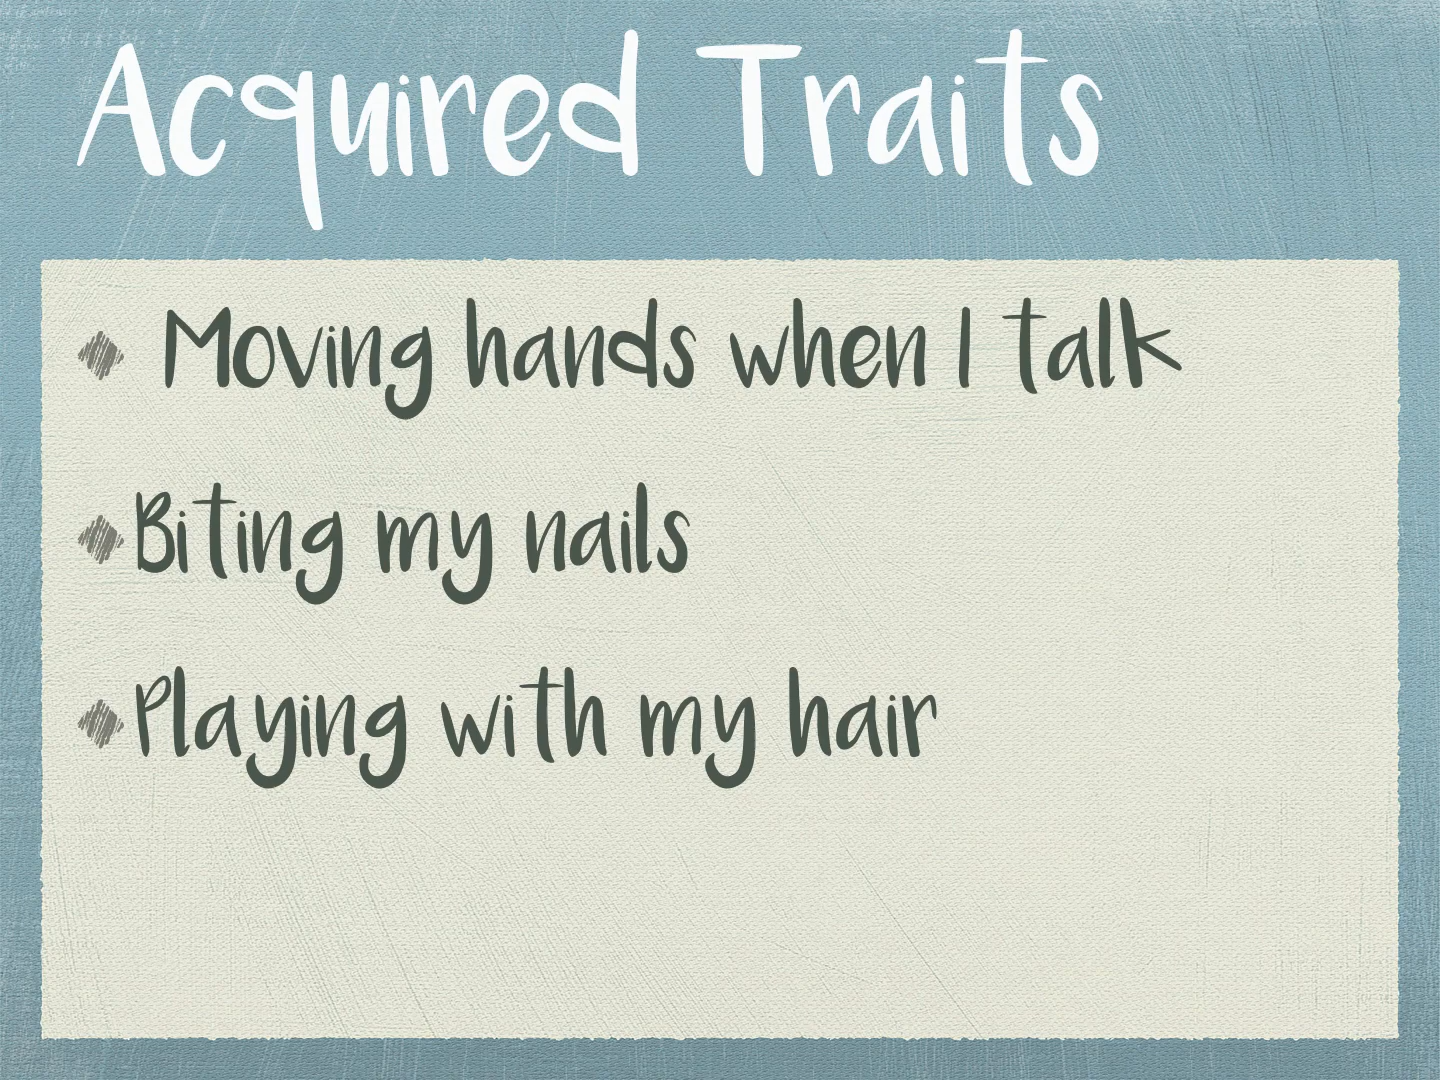 Acquired Traits
Moving hands when I talk
Biting my nails
Playing with my hair